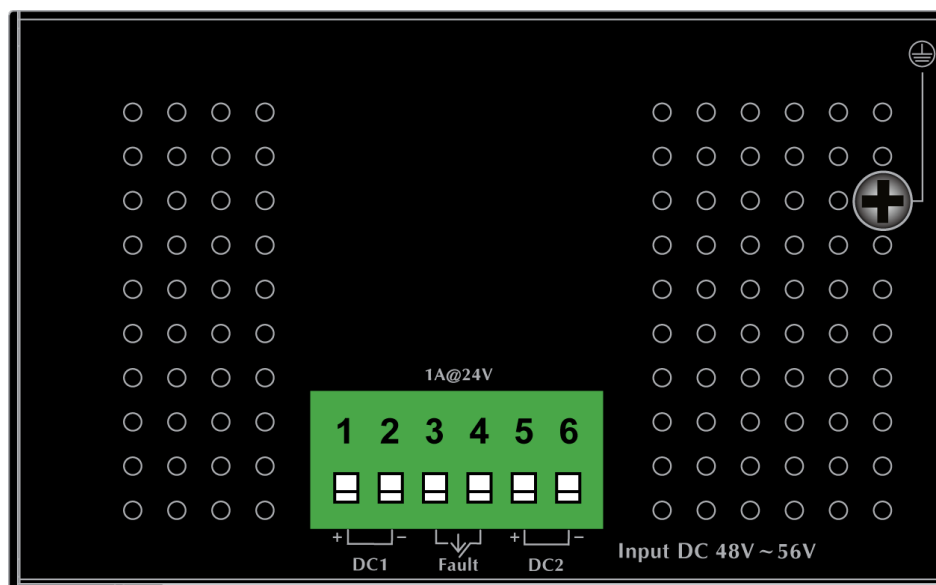 1A@24V
1 2 3 4 5 6
+ − + −
DC1 Fault DC2
Input DC 48V ~ 56V